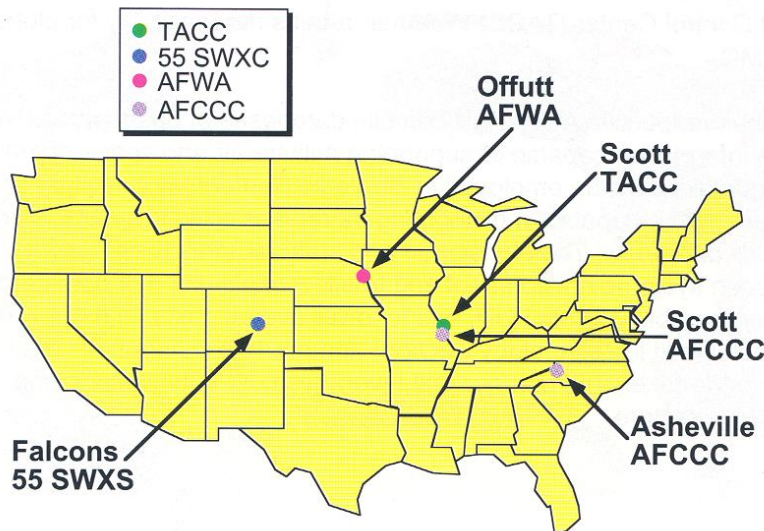 TACC
55 SWXC
AFWA
AFCCC
Offutt
AFWA
Scott
TACC
Scott
AFCCC
Asheville
AFCCC
Falcons
55 SWXS